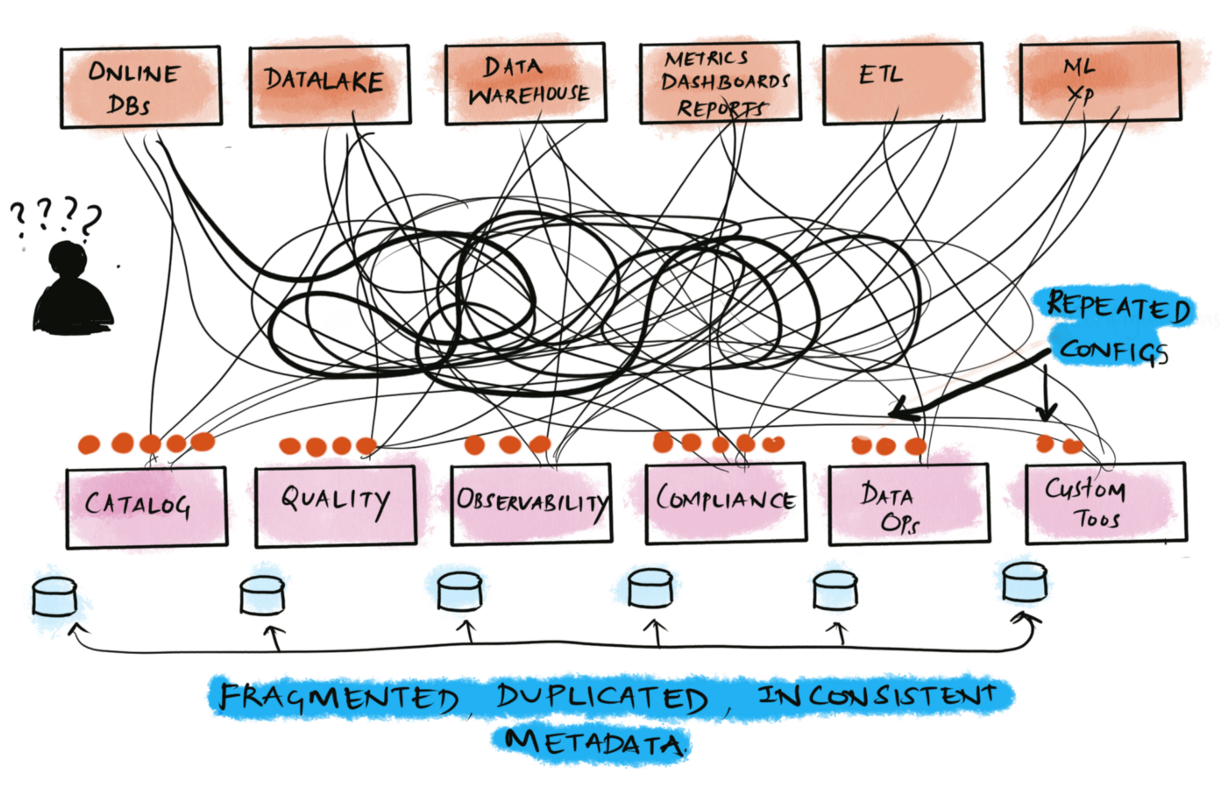 ONLINE
DBs
DATALAKE
DATA
WAREHOUSE
METRICS
DASHBOARDS
REPORTS
ETL
ML
XP
? ? ? ?
REPEATED
CONFIGS
CATALOG
QUALITY
OBSERVABILITY
COMPLIANCE
DATA
OPs
CUSTOM
TOOS
FRAGMENTED, DUPLICATED, INCONSISTENT
METADATA.